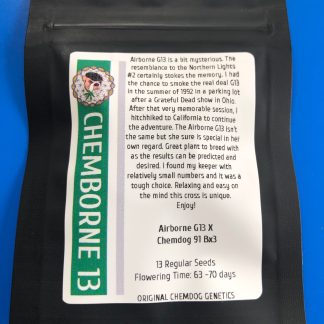 Airborne G13 is a bit mysterious. The
resemblance to the Northern Lights
#2 certainly stokes the memory. I had
the chance to smoke the real deal G13
in the summer of 1992 in a parking lot
after a Grateful Dead show in Ohio.
After that very memorable session, I
hitchhiked to California to continue
the adventure. The Airborne G13 isn't
the same but she sure is special in her
own regard. Great plant to breed with
as the results can be predicted and
desired. I found my keeper with
relatively small numbers and it was a
tough choice. Relaxing and easy on
the mind this cross is unique.
Enjoy!
Airborne G13 X
Chemdog 91 Bx3
13 Regular Seeds
Flowering Time: 63 -70 days
ORIGINAL CHEMDOG GENETICS
CHEMBORNE 13